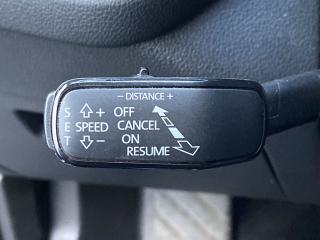 − DISTANCE +
S + OFF
E SPEED CANCEL
T − ON
RESUME